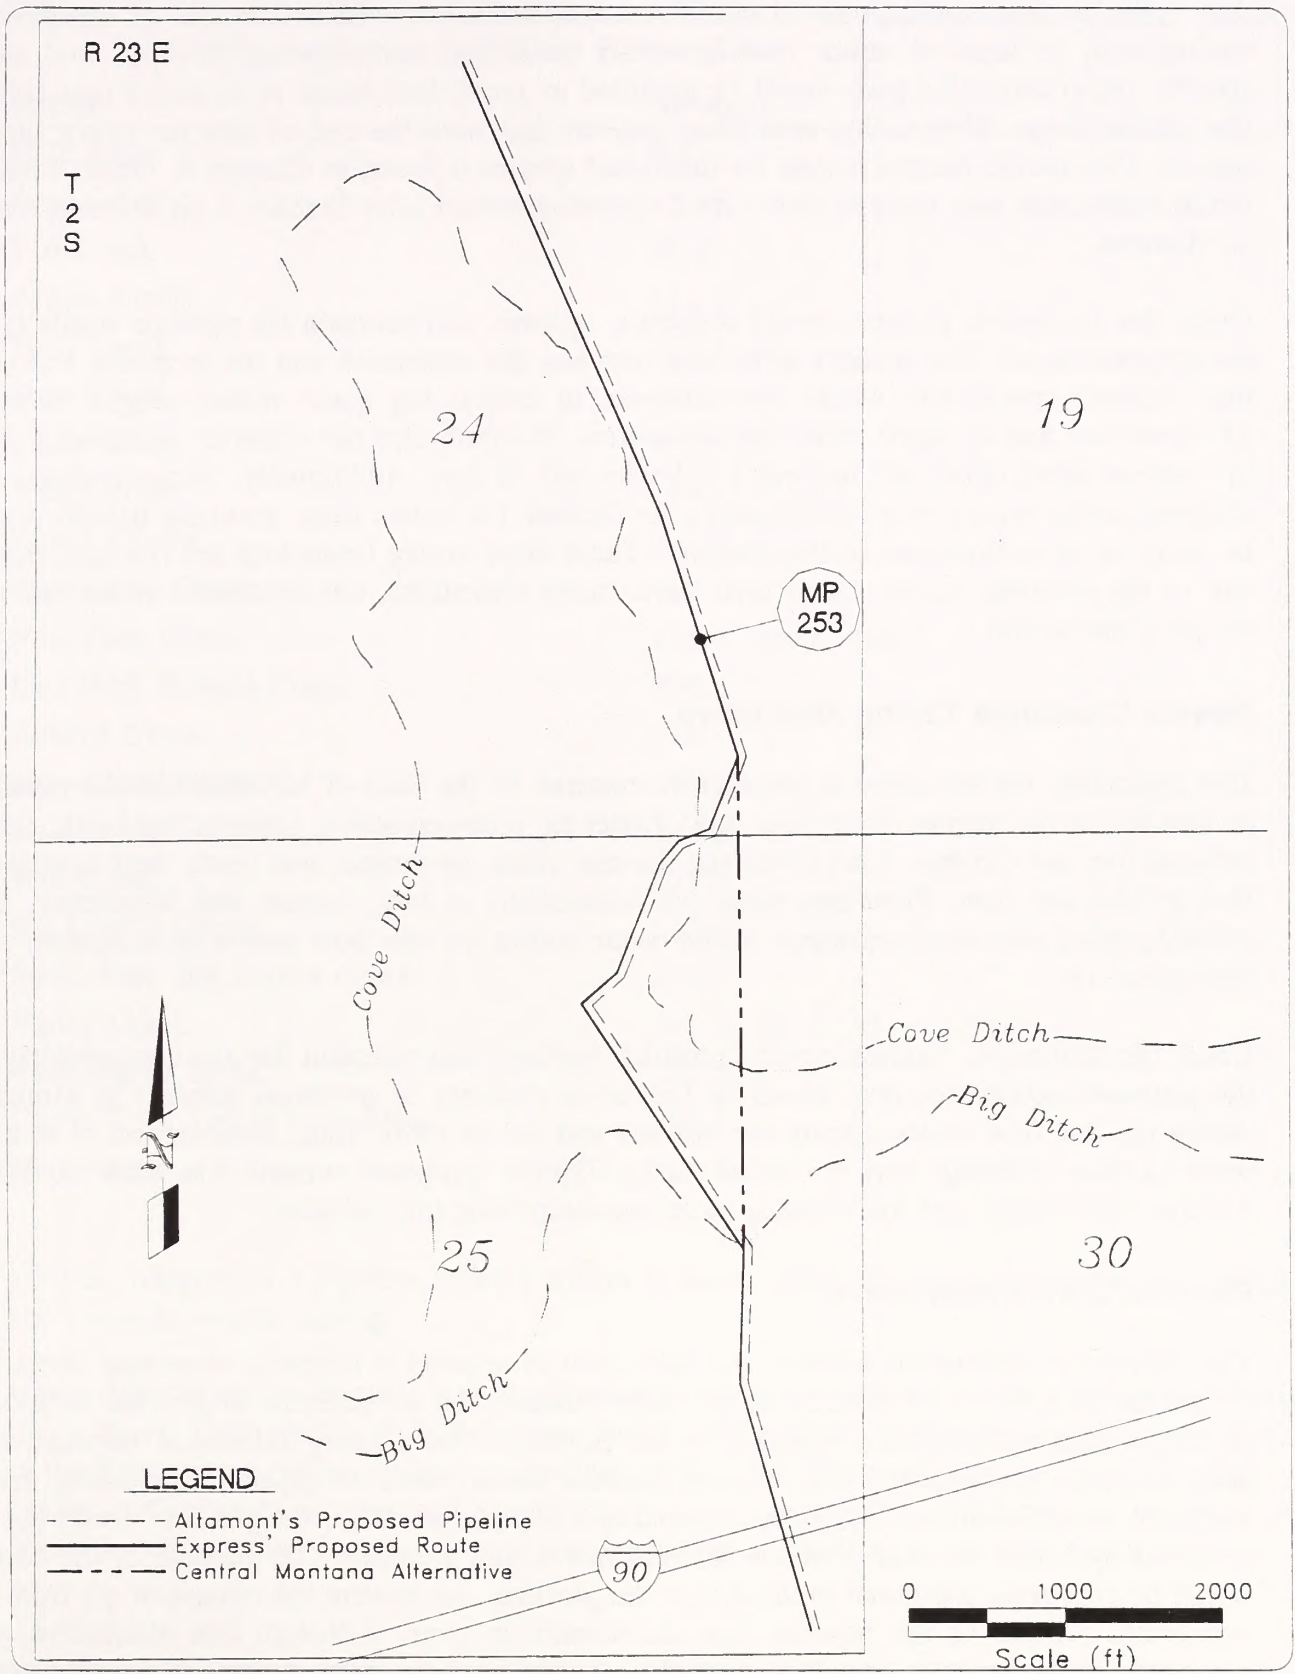 R 23 E
T
2
S
24
19
MP
253
Cove Ditch
Cove Ditch
Big Ditch
N
25
30
Big Ditch
LEGEND
Altamont's Proposed Pipeline
Express' Proposed Route
Central Montana Alternative
90
0 1000 2000
Scale (ft)